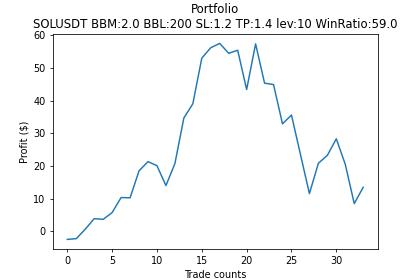 Portfolio
SOLUSDT BBM:2.0 BBL:200 SL:1.2 TP:1.4 lev:10 WinRatio:59.0
60
50
40
30
20
10
0
Profit ($)
0 5 10 15 20 25 30
Trade counts